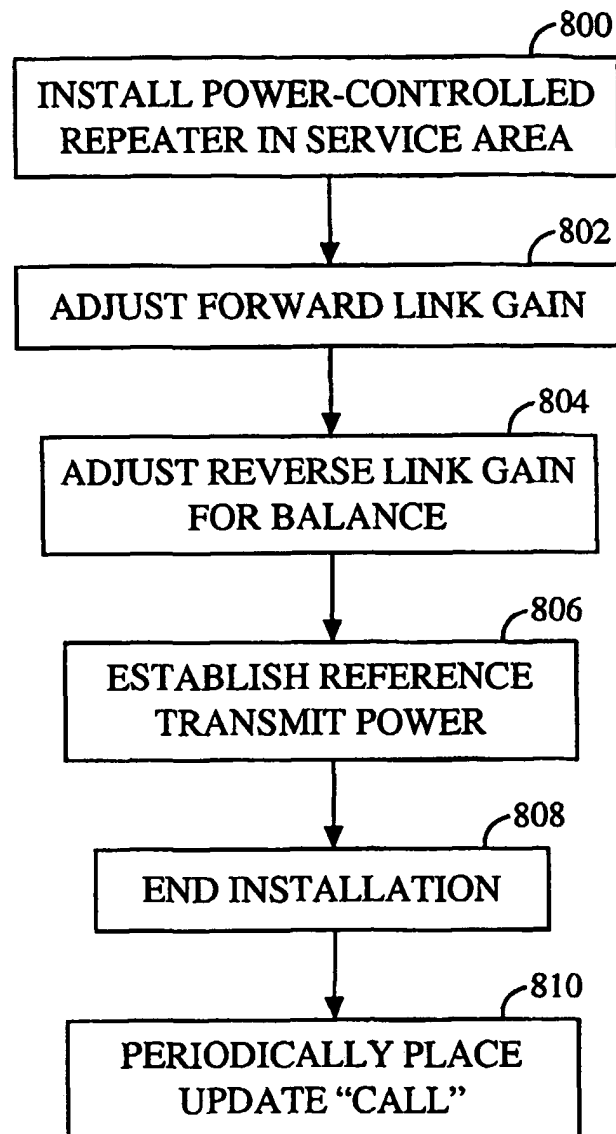 800
INSTALL POWER-CONTROLLED
REPEATER IN SERVICE AREA
802
ADJUST FORWARD LINK GAIN
804
ADJUST REVERSE LINK GAIN
FOR BALANCE
806
ESTABLISH REFERENCE
TRANSMIT POWER
808
END INSTALLATION
810
PERIODICALLY PLACE
UPDATE “CALL”